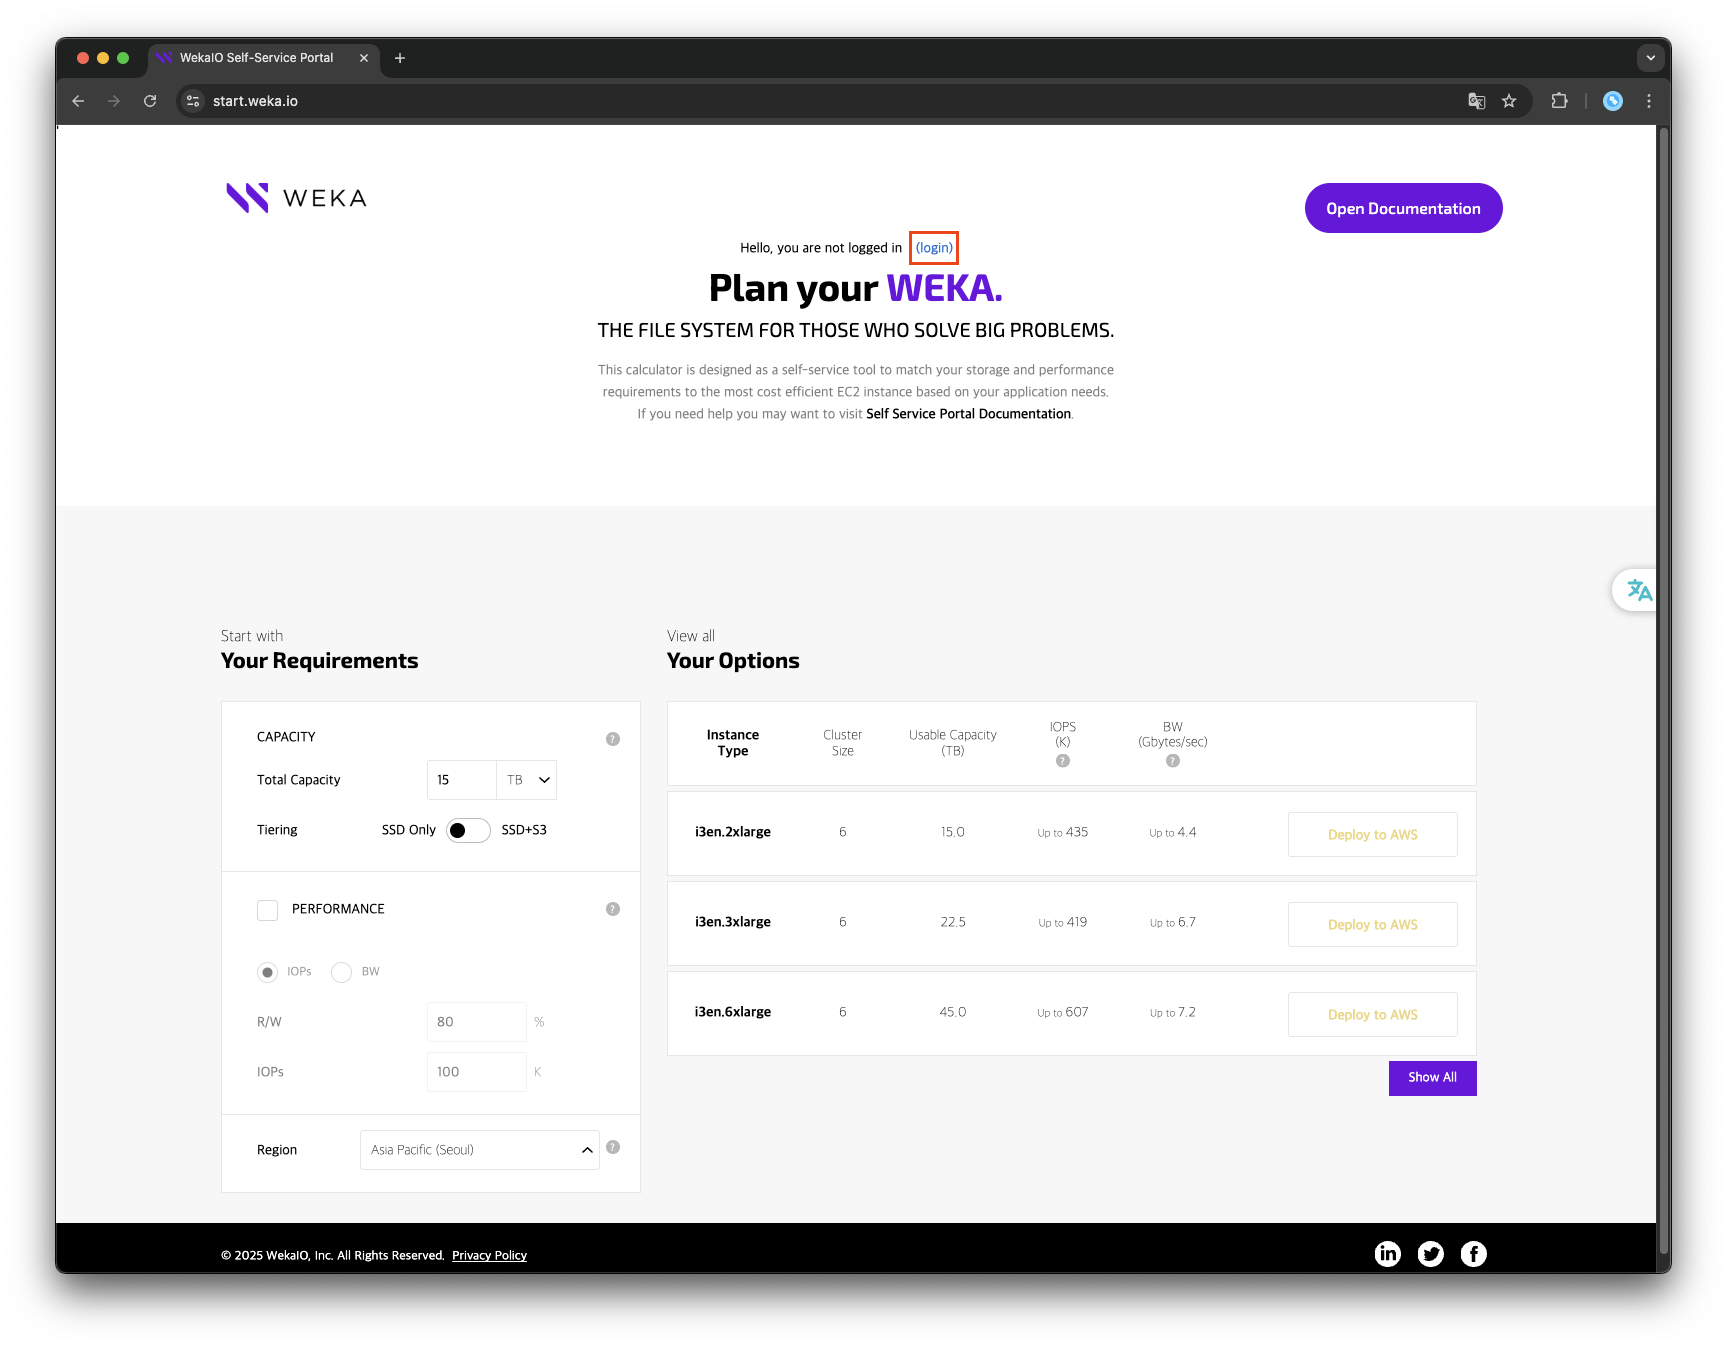 WekaIO Self-Service Portal
start.weka.io
WEKA
Open Documentation
Hello, you are not logged in (login)
Plan your WEKA.
THE FILE SYSTEM FOR THOSE WHO SOLVE BIG PROBLEMS.
This calculator is designed as a self-service tool to match your storage and performance
requirements to the most cost efficient EC2 instance based on your application needs.
If you need help you may want to visit Self Service Portal Documentation.
Start with
Your Requirements
CAPACITY ?
Total Capacity 15 TB
Tiering SSD Only SSD+S3
PERFORMANCE ?
IOPs BW
R/W 80 %
IOPs 100 K
Region Asia Pacific (Seoul) ?
View all
Your Options
Instance Type Cluster Size Usable Capacity (TB) IOPS (K) ? BW (Gbytes/sec) ?
i3en.2xlarge 6 15.0 Up to 435 Up to 4.4 Deploy to AWS
i3en.3xlarge 6 22.5 Up to 419 Up to 6.7 Deploy to AWS
i3en.6xlarge 6 45.0 Up to 607 Up to 7.2 Deploy to AWS
Show All
© 2025 WekaIO, Inc. All Rights Reserved. Privacy Policy